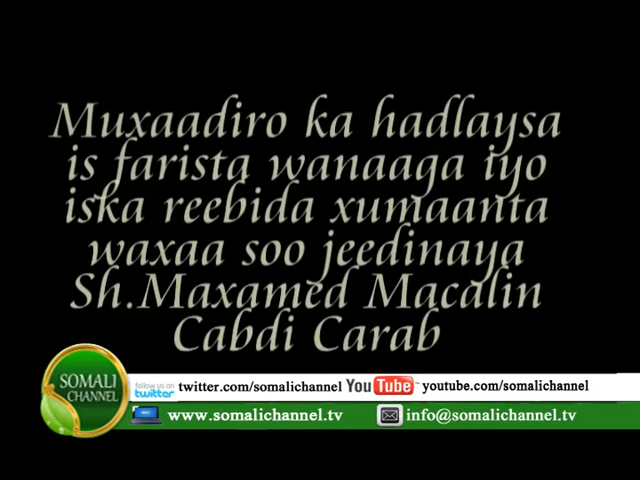 Muxaadiro ka hadlaysa
is farista wanaaga iyo
iska reebida xumaanta
waxaa soo jeedinaya
Sh.Maxamed Macalin
Cabdi Carab
SOMALI
CHANNEL
follow us on
twitter
twitter.com/somalichannel
YouTube
youtube.com/somalichannel
www.somalichannel.tv
info@somalichannel.tv